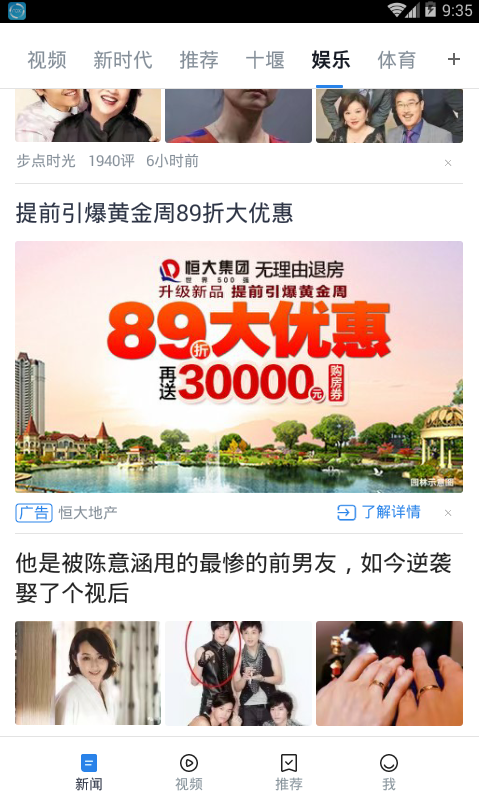 9:35
视频 新时代 推荐 十堰 娱乐 体育 +
步点时光 1940评 6小时前 ×
提前引爆黄金周89折大优惠
恒大集团 无理由退房
世界500强
升级新品 提前引爆黄金周
89折大优惠
再送30000元购房券
园林示意图
广告 恒大地产 了解详情 ×
他是被陈意涵甩的最惨的前男友，如今逆袭
娶了个视后
新闻 视频 推荐 我